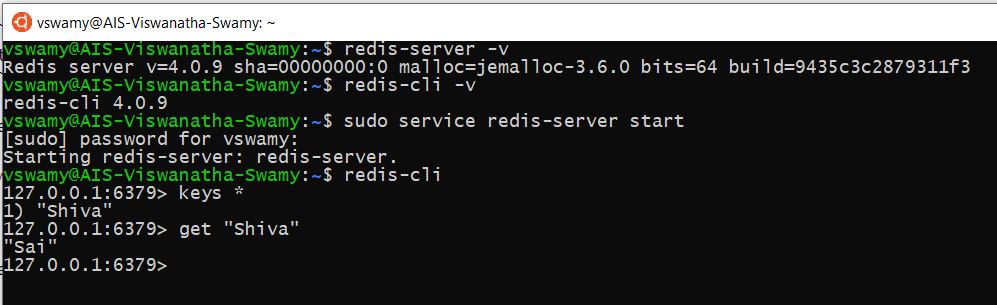 vswamy@AIS-Viswanatha-Swamy: ~
vswamy@AIS-Viswanatha-Swamy:~$ redis-server -v
Redis server v=4.0.9 sha=00000000:0 malloc=jemalloc-3.6.0 bits=64 build=9435c3c2879311f3
vswamy@AIS-Viswanatha-Swamy:~$ redis-cli -v
redis-cli 4.0.9
vswamy@AIS-Viswanatha-Swamy:~$ sudo service redis-server start
[sudo] password for vswamy:
Starting redis-server: redis-server.
vswamy@AIS-Viswanatha-Swamy:~$ redis-cli
127.0.0.1:6379> keys *
1) "Shiva"
127.0.0.1:6379> get "Shiva"
"Sai"
127.0.0.1:6379>